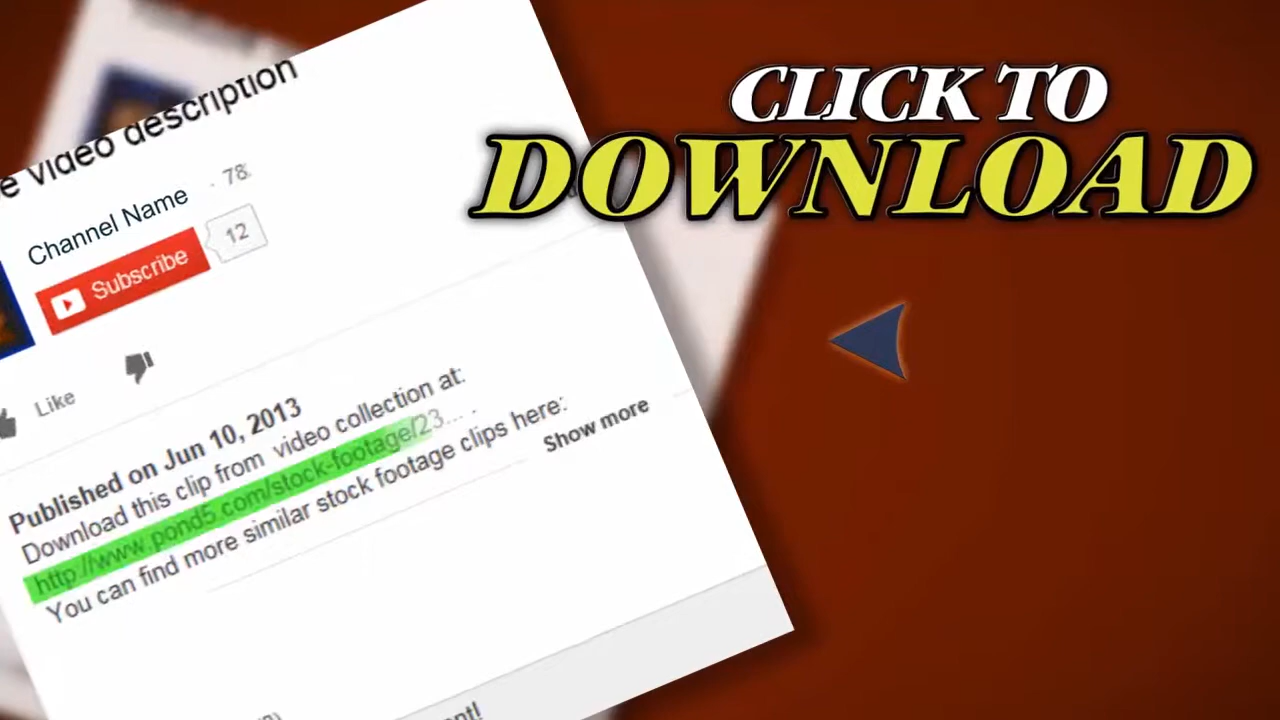 CLICK TO
DOWNLOAD
video description
Channel Name
78
Subscribe
12
Like
Published on Jun 10, 2013
Download this clip from video collection at:
http://www.pond5.com/stock-footage/23...
You can find more similar stock footage clips here:
Show more